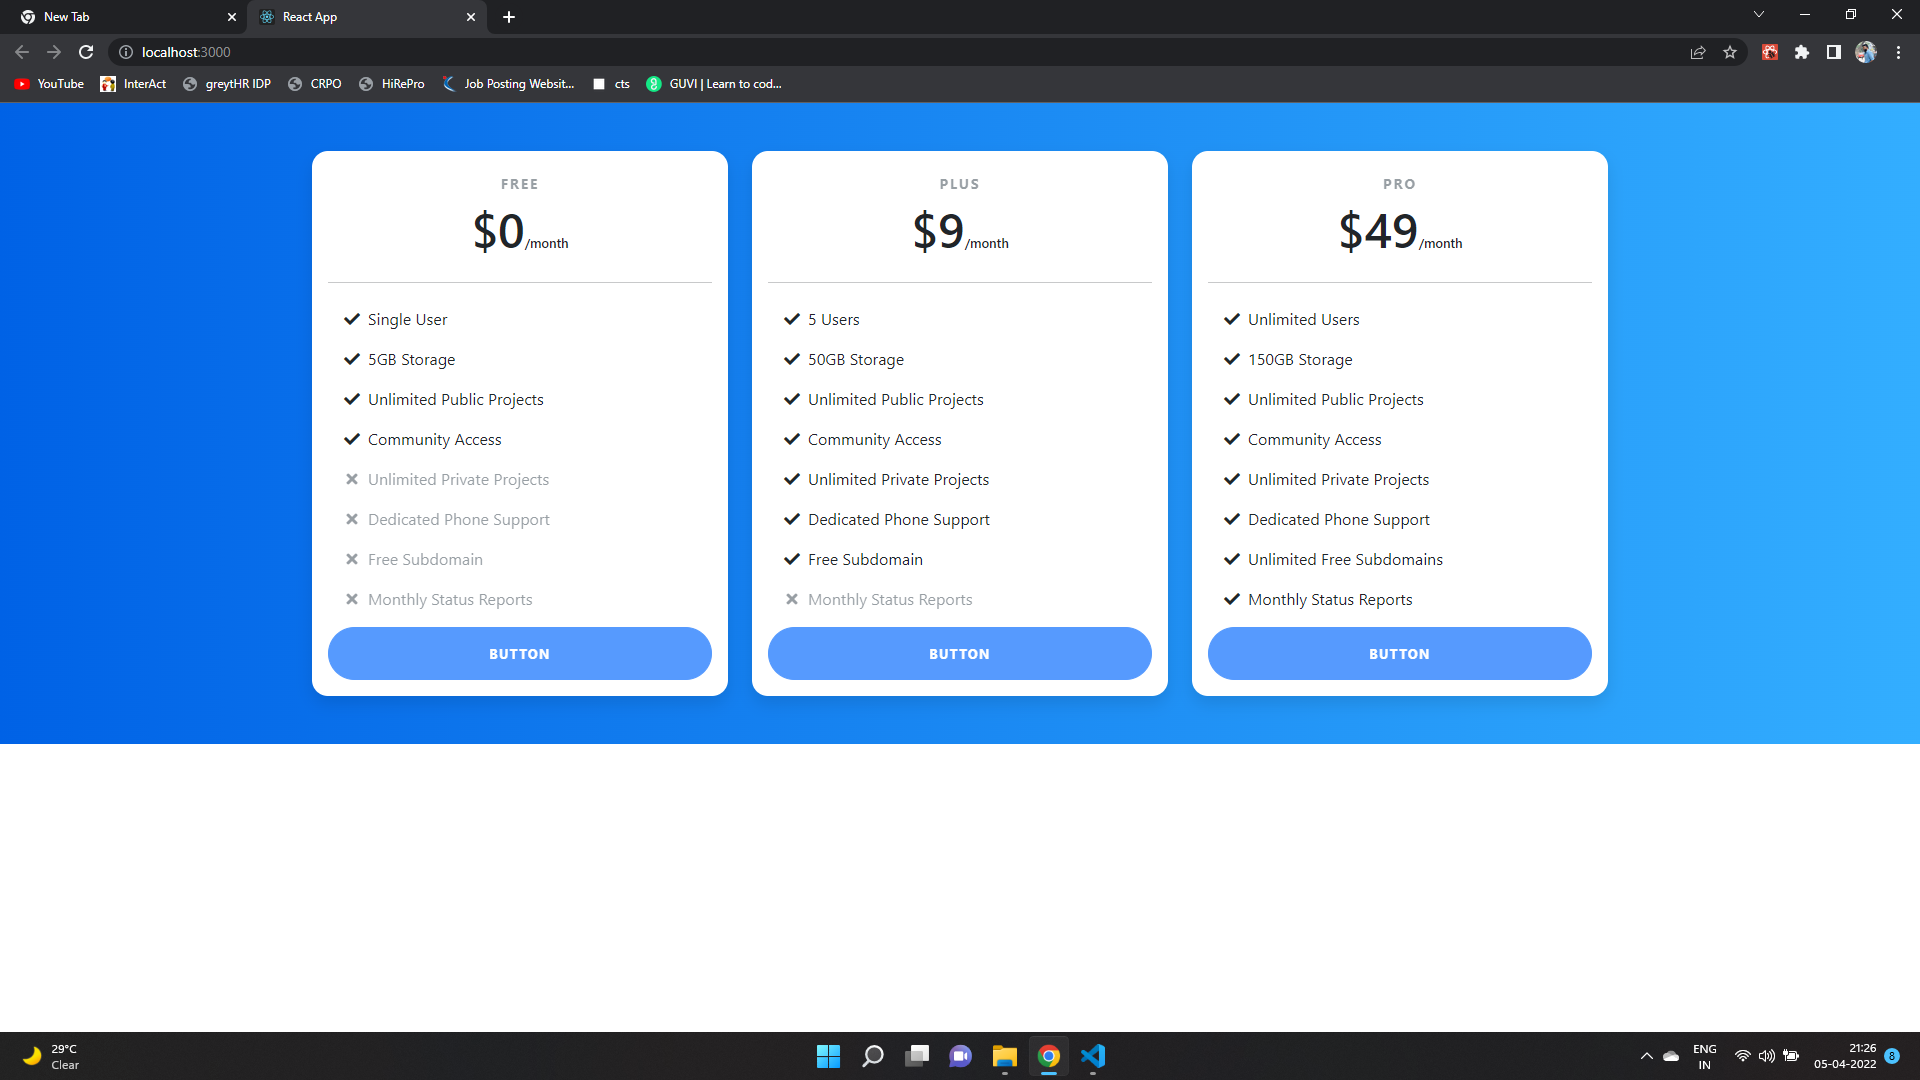 New Tab
React App
localhost:3000
YouTube
InterAct
greytHR IDP
CRPO
HiRePro
Job Posting Websit...
cts
GUVI | Learn to cod...
FREE
$0/month
Single User
5GB Storage
Unlimited Public Projects
Community Access
Unlimited Private Projects
Dedicated Phone Support
Free Subdomain
Monthly Status Reports
BUTTON
PLUS
$9/month
5 Users
50GB Storage
Unlimited Public Projects
Community Access
Unlimited Private Projects
Dedicated Phone Support
Free Subdomain
Monthly Status Reports
BUTTON
PRO
$49/month
Unlimited Users
150GB Storage
Unlimited Public Projects
Community Access
Unlimited Private Projects
Dedicated Phone Support
Unlimited Free Subdomains
Monthly Status Reports
BUTTON
29°C
Clear
ENG
IN
21:26
05-04-2022
8